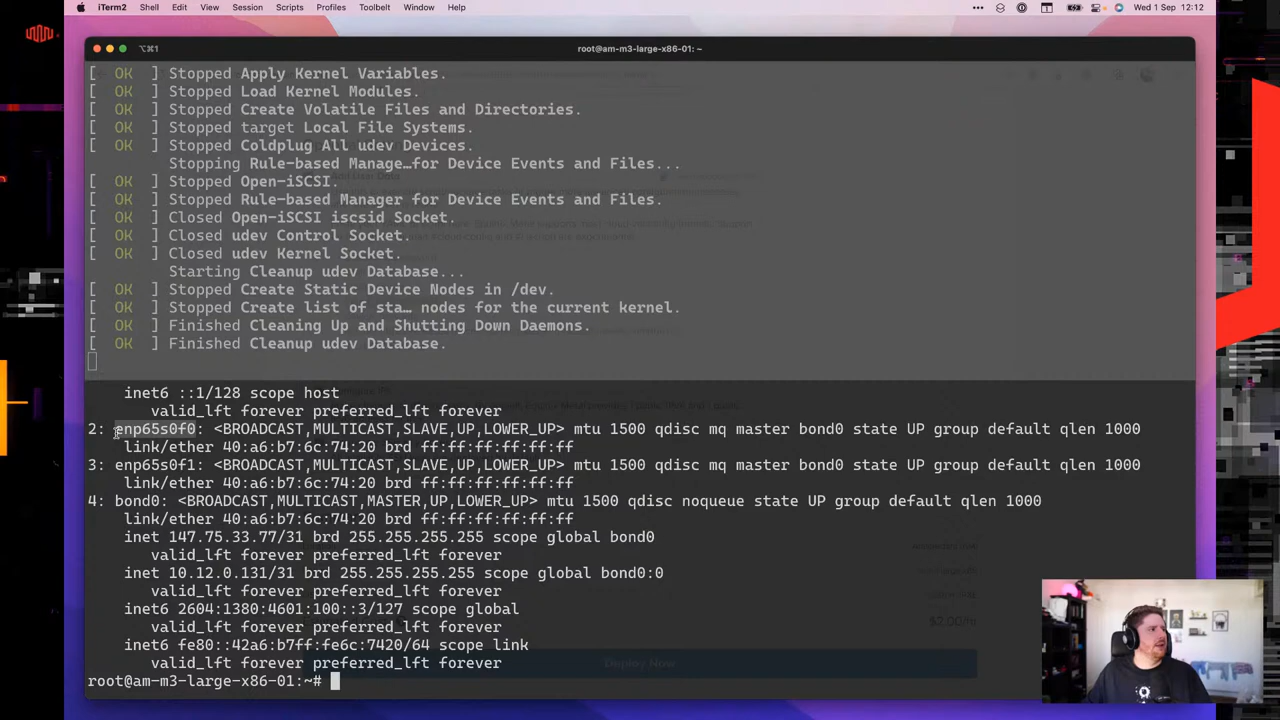 iTerm2 Shell Edit View Session Scripts Profiles Toolbelt Window Help Wed 1 Sep 12:12
⌥⌘1 root@am-m3-large-x86-01: ~
[ OK ] Stopped Apply Kernel Variables.
[ OK ] Stopped Load Kernel Modules.
[ OK ] Stopped Create Volatile Files and Directories.
[ OK ] Stopped target Local File Systems.
[ OK ] Stopped Coldplug All udev Devices.
Stopping Rule-based Manage…for Device Events and Files...
[ OK ] Stopped Open-iSCSI.
[ OK ] Stopped Rule-based Manager for Device Events and Files.
[ OK ] Closed Open-iSCSI iscsid Socket.
[ OK ] Closed udev Control Socket.
[ OK ] Closed udev Kernel Socket.
Starting Cleanup udev Database...
[ OK ] Stopped Create Static Device Nodes in /dev.
[ OK ] Stopped Create list of sta… nodes for the current kernel.
[ OK ] Finished Cleaning Up and Shutting Down Daemons.
[ OK ] Finished Cleanup udev Database.
inet6 ::1/128 scope host
valid_lft forever preferred_lft forever
2: enp65s0f0: <BROADCAST,MULTICAST,SLAVE,UP,LOWER_UP> mtu 1500 qdisc mq master bond0 state UP group default qlen 1000
link/ether 40:a6:b7:6c:74:20 brd ff:ff:ff:ff:ff:ff
3: enp65s0f1: <BROADCAST,MULTICAST,SLAVE,UP,LOWER_UP> mtu 1500 qdisc mq master bond0 state UP group default qlen 1000
link/ether 40:a6:b7:6c:74:20 brd ff:ff:ff:ff:ff:ff
4: bond0: <BROADCAST,MULTICAST,MASTER,UP,LOWER_UP> mtu 1500 qdisc noqueue state UP group default qlen 1000
link/ether 40:a6:b7:6c:74:20 brd ff:ff:ff:ff:ff:ff
inet 147.75.33.77/31 brd 255.255.255.255 scope global bond0
valid_lft forever preferred_lft forever
inet 10.12.0.131/31 brd 255.255.255.255 scope global bond0:0
valid_lft forever preferred_lft forever
inet6 2604:1380:4601:100::3/127 scope global
valid_lft forever preferred_lft forever
inet6 fe80::42a6:b7ff:fe6c:7420/64 scope link
valid_lft forever preferred_lft forever
Deploy Now
root@am-m3-large-x86-01:~#